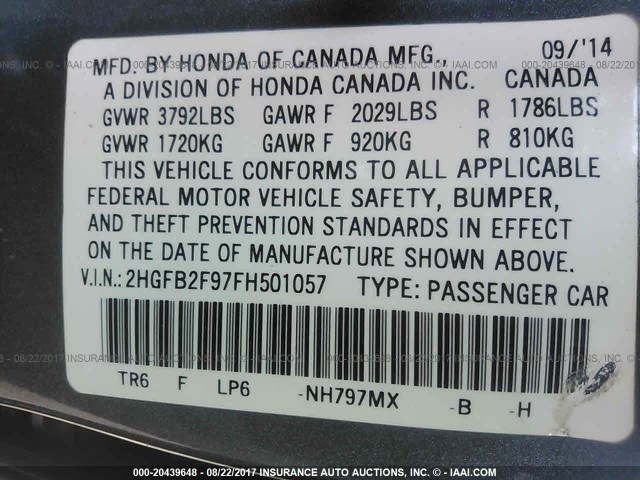 MFD. BY HONDA OF CANADA MFG., 09/'14
A DIVISION OF HONDA CANADA INC. CANADA
GVWR 3792LBS GAWR F 2029LBS R 1786LBS
GVWR 1720KG GAWR F 920KG R 810KG
THIS VEHICLE CONFORMS TO ALL APPLICABLE
FEDERAL MOTOR VEHICLE SAFETY, BUMPER,
AND THEFT PREVENTION STANDARDS IN EFFECT
ON THE DATE OF MANUFACTURE SHOWN ABOVE.
V.I.N.: 2HGFB2F97FH501057 TYPE: PASSENGER CAR
TR6 F LP6 -NH797MX -B -H
000-20439648 - 08/22/2017 INSURANCE AUTO AUCTIONS, INC. - © - IAAI.COM